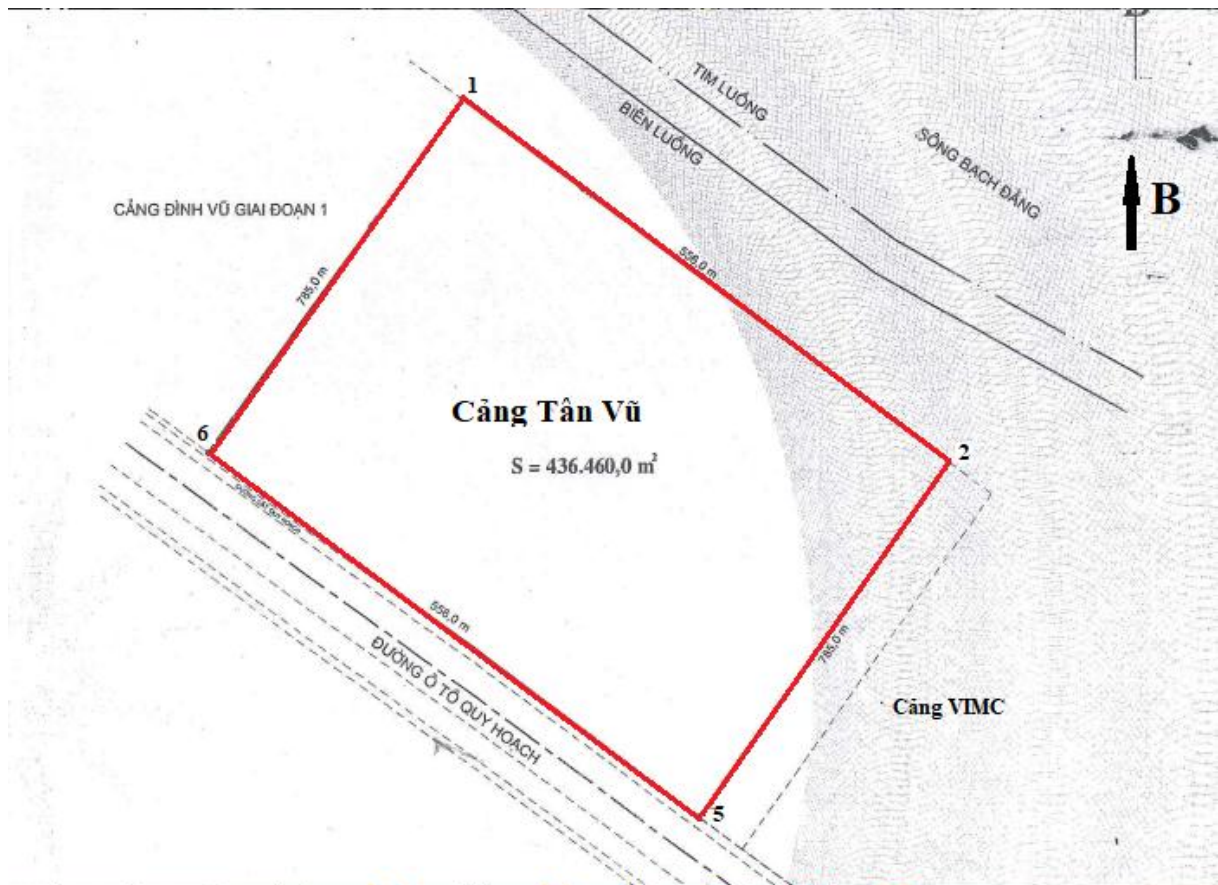 1
TIM LUỒNG
BIÊN LUỒNG
SÔNG BẠCH ĐẰNG
B
CẢNG ĐÌNH VŨ GIAI ĐOẠN 1
556,0 m
785,0 m
Cảng Tân Vũ
S = 436.460,0 m²
6
2
556,0 m
785,0 m
ĐƯỜNG Ô TÔ QUY HOẠCH
Cảng VIMC
5